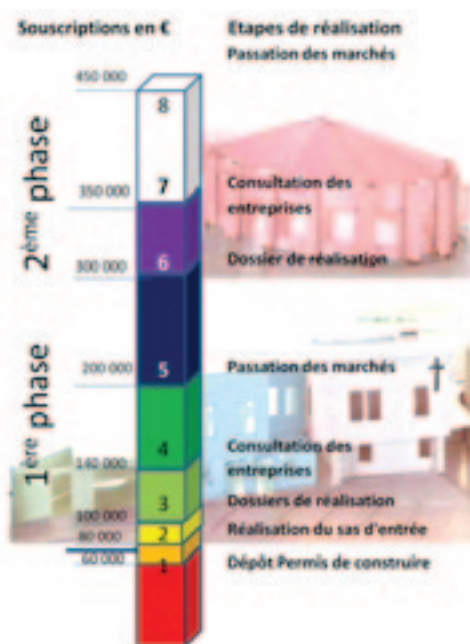 Souscriptions en € Etapes de réalisation
Passation des marchés
450 000
8
7
350 000
Consultation des
entreprises
2ème phase
6
Dossier de réalisation
300 000
5
200 000
Passation des marchés
1ère phase
4
Consultation des
entreprises
140 000
3
Dossiers de réalisation
100 000
2
Réalisation du sas d'entrée
80 000
1
60 000
Dépôt Permis de construire